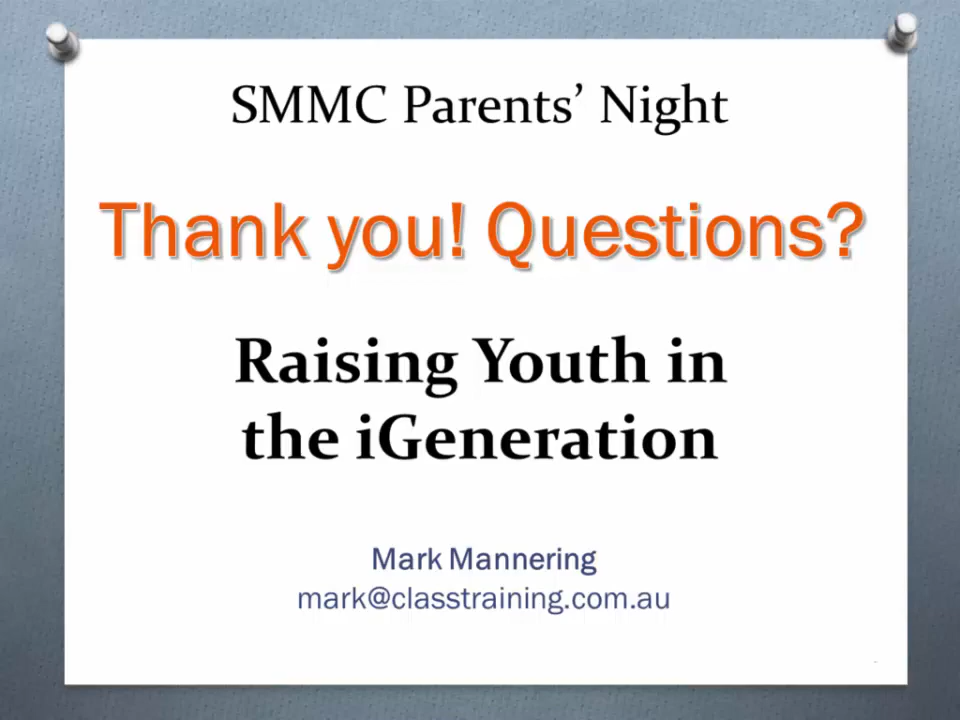 SMMC Parents’ Night
Thank you! Questions?
Raising Youth in
the iGeneration
Mark Mannering
mark@classtraining.com.au